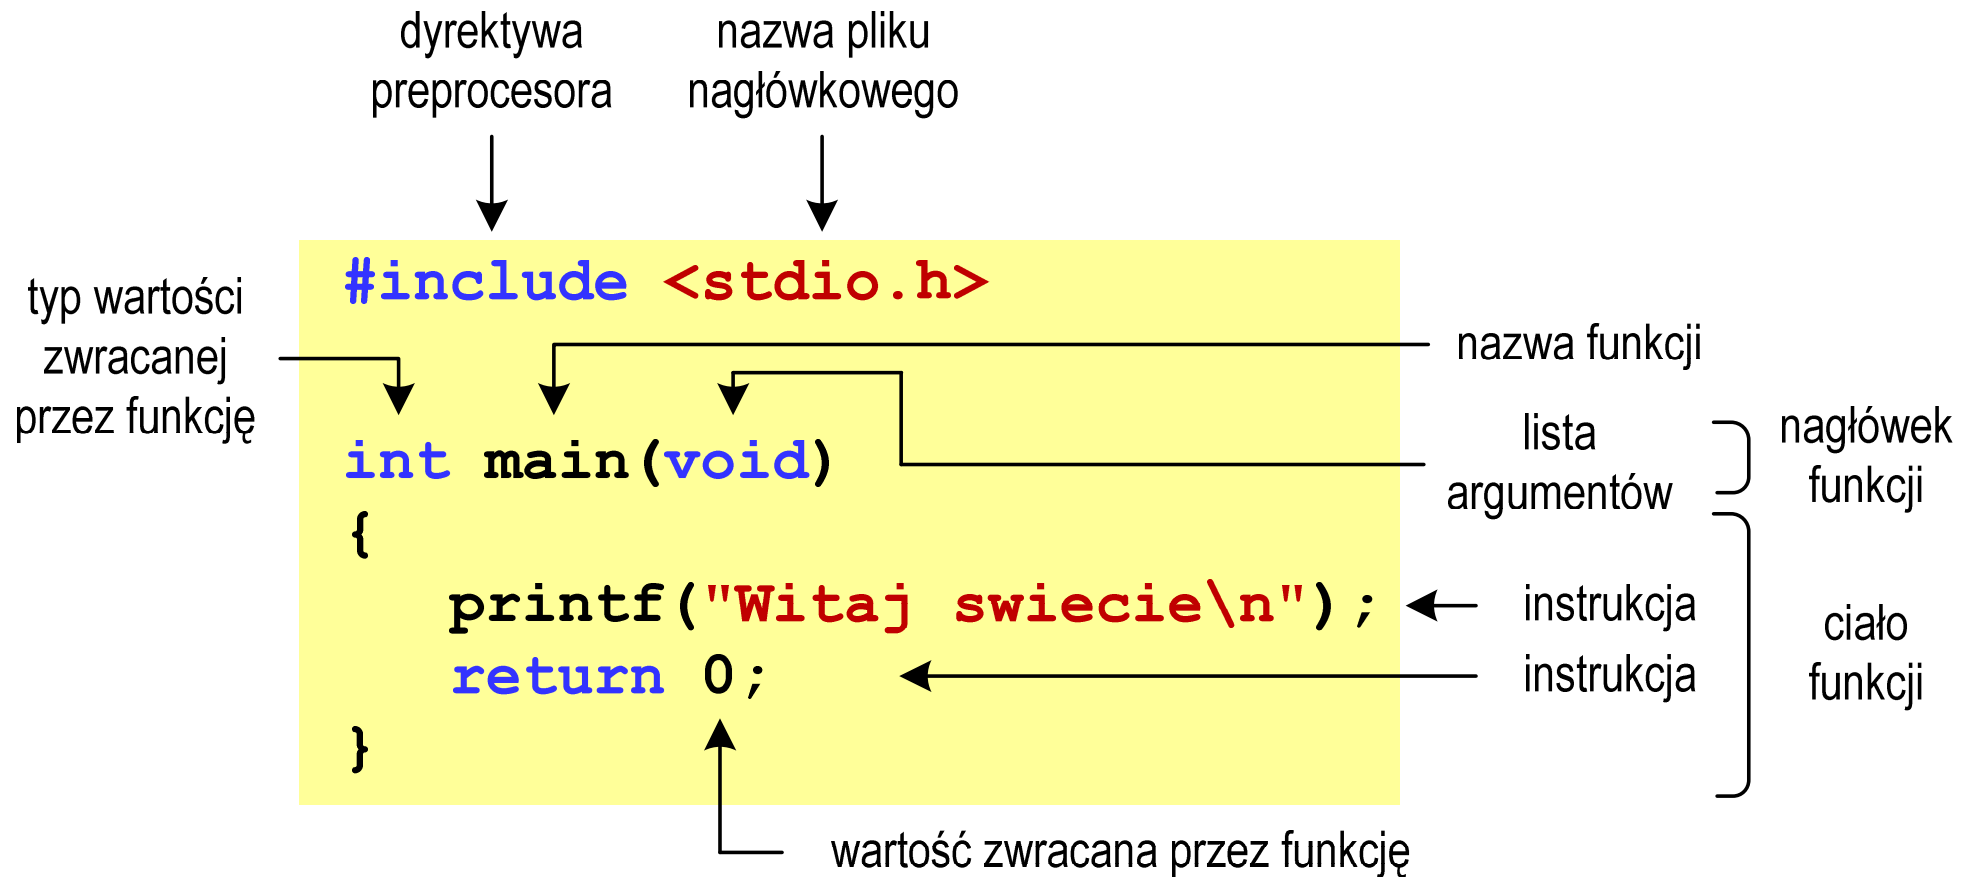 dyrektywa
preprocesora
nazwa pliku
nagłówkowego
#include <stdio.h>
typ wartości
zwracanej
przez funkcję
nazwa funkcji
int main(void)
lista
argumentów
nagłówek
funkcji
{
printf("Witaj swiecie\n");
instrukcja
return 0;
instrukcja
ciało
funkcji
}
wartość zwracana przez funkcję